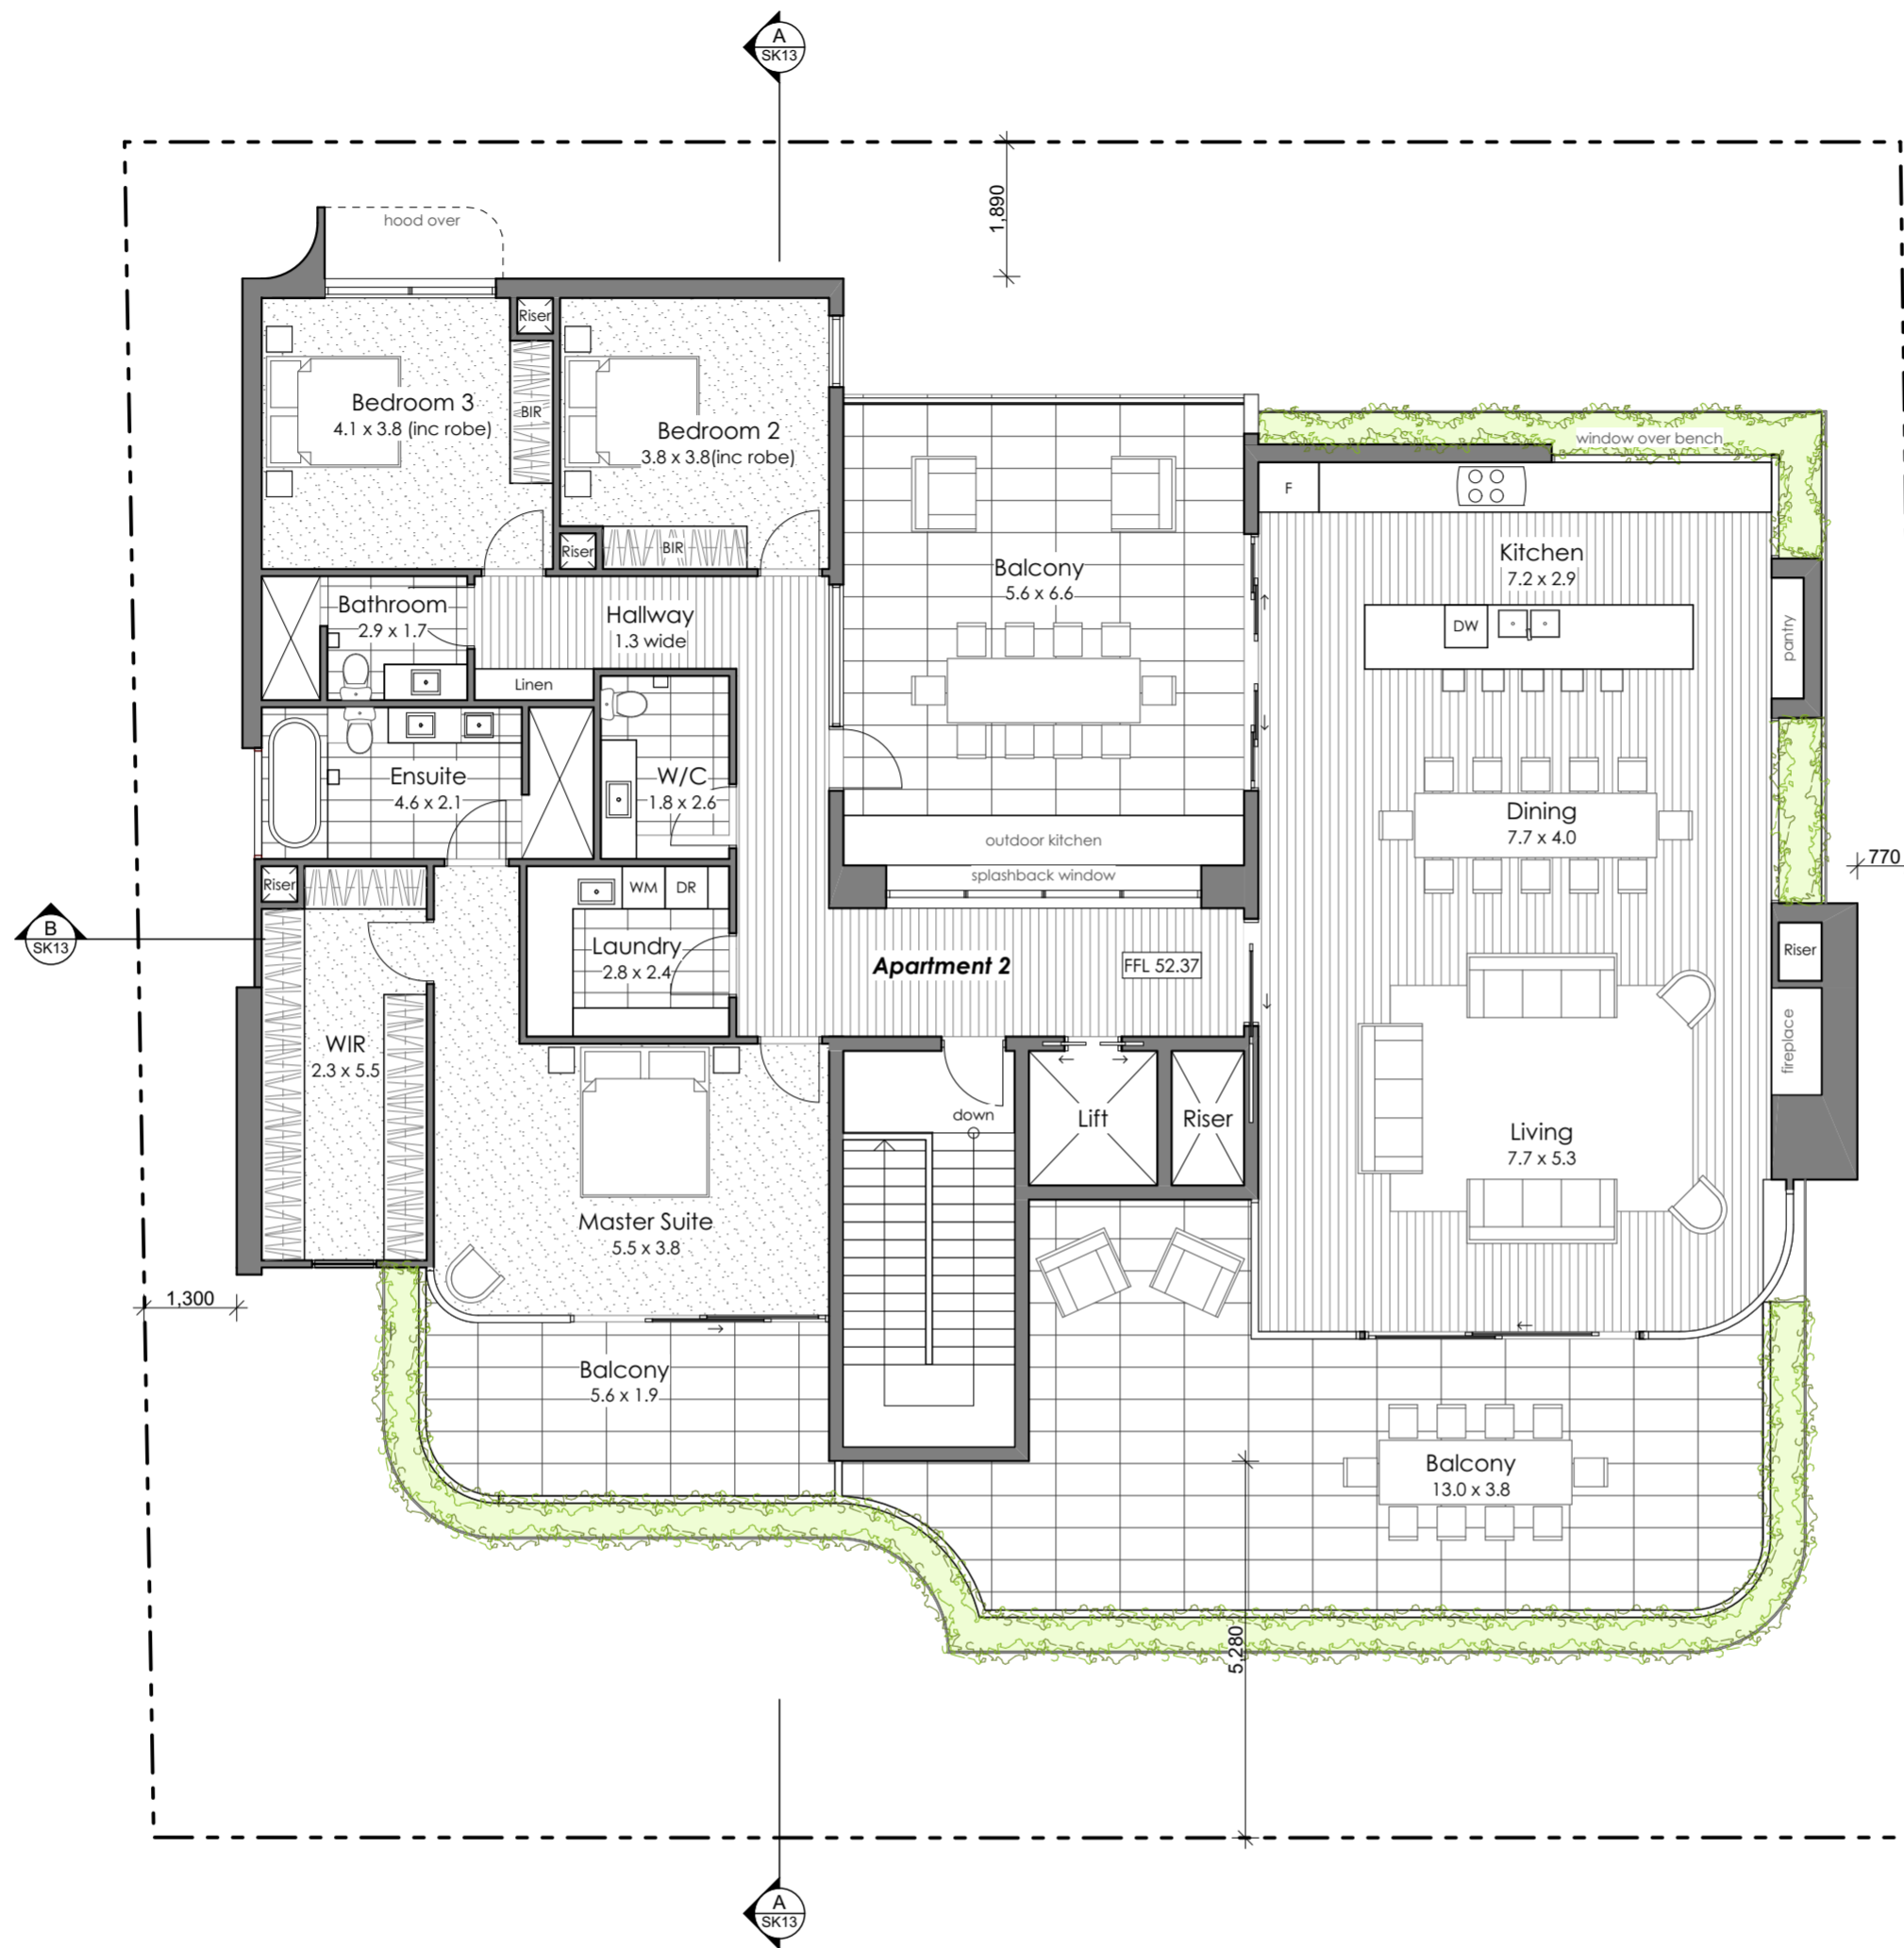 A
SK13
1,890
hood over
Riser
Bedroom 3
4.1 x 3.8 (inc robe)
BIR
Bedroom 2
3.8 x 3.8(inc robe)
Riser
BIR
window over bench
F
Kitchen
7.2 x 2.9
Balcony
5.6 x 6.6
Bathroom
2.9 x 1.7
Hallway
1.3 wide
DW
pantry
Linen
Ensuite
4.6 x 2.1
W/C
1.8 x 2.6
Dining
7.7 x 4.0
outdoor kitchen
splashback window
770
Riser
WM
DR
B
SK13
Laundry
2.8 x 2.4
Apartment 2
FFL 52.37
Riser
WIR
2.3 x 5.5
fireplace
down
Lift
Riser
Living
7.7 x 5.3
Master Suite
5.5 x 3.8
1,300
Balcony
5.6 x 1.9
Balcony
13.0 x 3.8
5,280
A
SK13